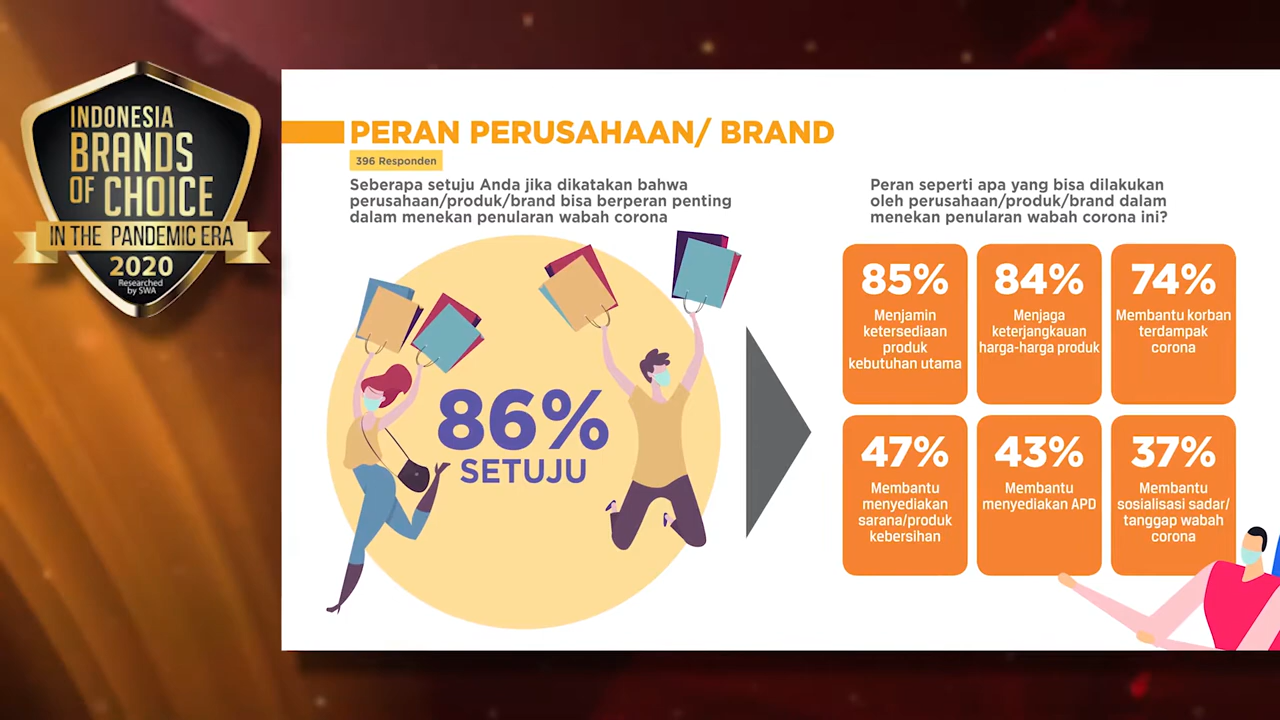 INDONESIA
BRANDS
OF CHOICE
IN THE PANDEMIC ERA
2020
Researched
by SWA
PERAN PERUSAHAAN/ BRAND
396 Responden
Seberapa setuju Anda jika dikatakan bahwa
perusahaan/produk/brand bisa berperan penting
dalam menekan penularan wabah corona
86%
SETUJU
Peran seperti apa yang bisa dilakukan
oleh perusahaan/produk/brand dalam
menekan penularan wabah corona ini?
85%
Menjamin
ketersediaan
produk
kebutuhan utama
84%
Menjaga
keterjangkauan
harga-harga produk
74%
Membantu korban
terdampak
corona
47%
Membantu
menyediakan
sarana/produk
kebersihan
43%
Membantu
menyediakan APD
37%
Membantu
sosialisasi sadar/
tanggap wabah
corona